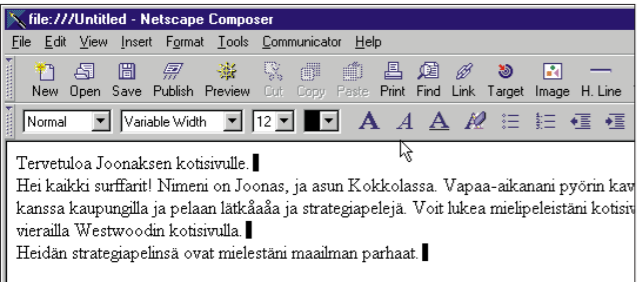 file:///Untitled - Netscape Composer
File Edit View Insert Format Tools Communicator Help
New Open Save Publish Preview Cut Copy Paste Print Find Link Target Image H. Line
Normal Variable Width 12 A A A
Tervetuloa Joonaksen kotisivulle.
Hei kaikki surffarit! Nimeni on Joonas, ja asun Kokkolassa. Vapaa-aikanani pyörin kav
kanssa kaupungilla ja pelaan lätkåaåa ja strategiapelejä. Voit lukea mielipeleistäni kotisiv
vierailla Westwoodin kotisivulla.
Heidän strategiapelinsä ovat mielestäni maailman parhaat.